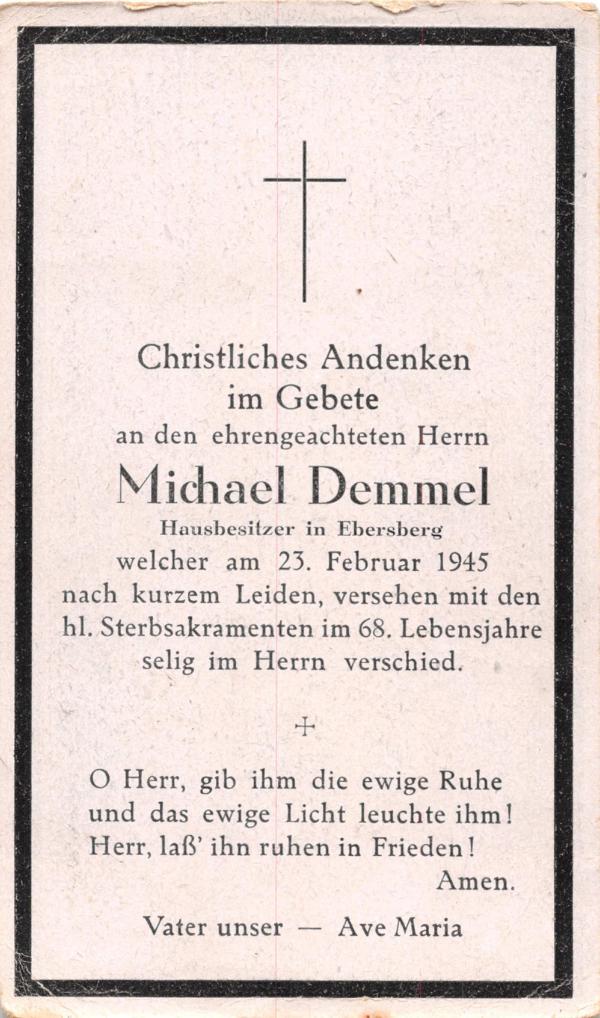 Christliches Andenken
im Gebete
an den ehrengeachteten Herrn
Michael Demmel
Hausbesitzer in Ebersberg
welcher am 23. Februar 1945
nach kurzem Leiden, versehen mit den
hl. Sterbsakramenten im 68. Lebensjahre
selig im Herrn verschied.
O Herr, gib ihm die ewige Ruhe
und das ewige Licht leuchte ihm!
Herr, laß' ihn ruhen in Frieden!
Amen.
Vater unser — Ave Maria